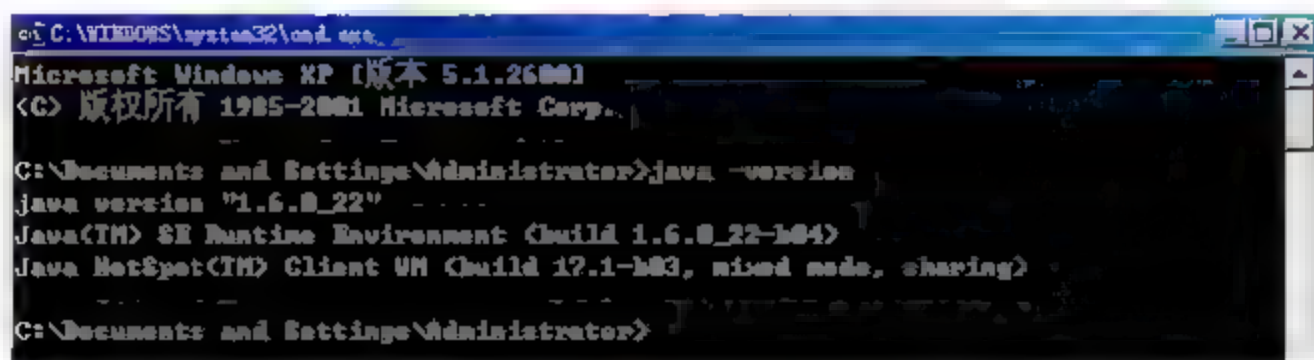 C:\WINDOWS\system32\cmd.exe
Microsoft Windows XP [版本 5.1.2600]
(C) 版权所有 1985-2001 Microsoft Corp.
C:\Documents and Settings\Administrator>java -version
java version "1.6.0_22"
Java(TM) SE Runtime Environment (build 1.6.0_22-b04)
Java HotSpot(TM) Client VM (build 17.1-b03, mixed mode, sharing)
C:\Documents and Settings\Administrator>